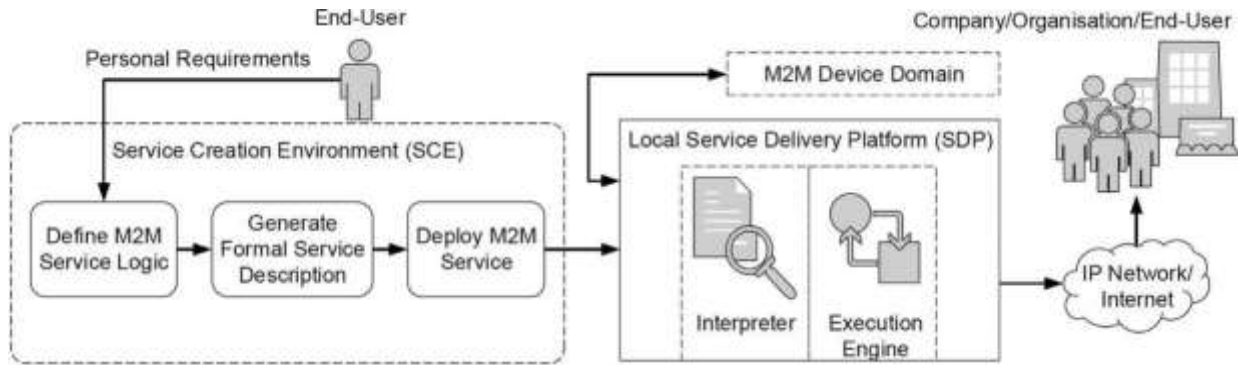 End-User
Company/Organisation/End-User
Personal Requirements
M2M Device Domain
Service Creation Environment (SCE)
Local Service Delivery Platform (SDP)
Define M2M
Service Logic
Generate
Formal Service
Description
Deploy M2M
Service
Interpreter
Execution
Engine
IP Network/
Internet